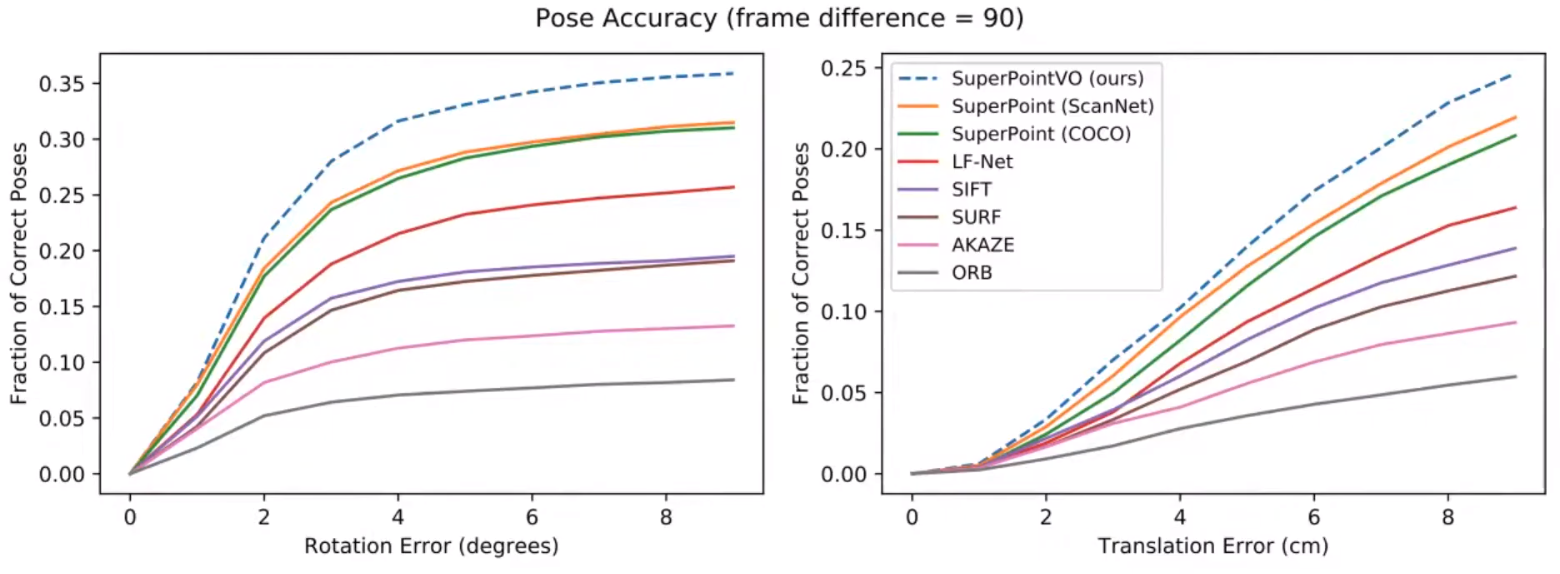 Pose Accuracy (frame difference = 90)
Fraction of Correct Poses
0.35
0.30
0.25
0.20
0.15
0.10
0.05
0.00
0 2 4 6 8
Rotation Error (degrees)
Fraction of Correct Poses
0.25
0.20
0.15
0.10
0.05
0.00
SuperPointVO (ours)
SuperPoint (ScanNet)
SuperPoint (COCO)
LF-Net
SIFT
SURF
AKAZE
ORB
0 2 4 6 8
Translation Error (cm)